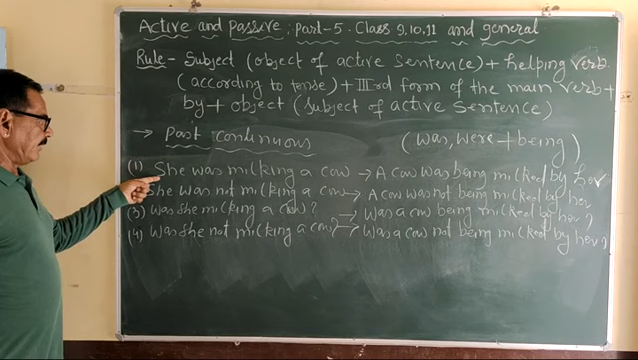 Active and passive: Part-5. Class 9,10,11 and general
Rule - Subject (object of active Sentence) + helping verb.
(according to tense) + IIIrd form of the main verb +
by + object (subject of active Sentence)
→ Past continuous (was, were + being)
(1) She was milking a cow → A cow was being milked by her
She was not milking a cow → A cow was not being milked by her.
(3) Was she milking a cow? → Was a cow being milked by her?
(4) Was she not milking a cow? → Was a cow not being milked by her?